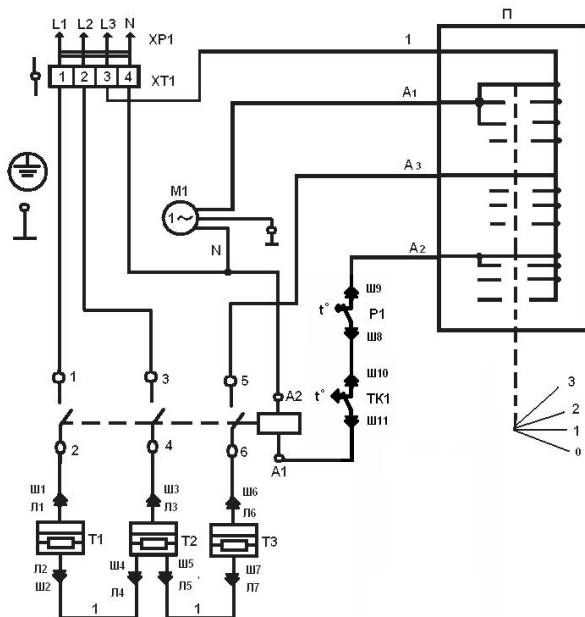 L1 L2 L3 N
XP1
П
1 2 3 4
XT1
1
A1
M1
A3
1~
N
A2
Ш9
t° P1
Ш8
3
1 3 5
A2
Ш10
t° TK1
2
1
Ш11
0
2 4 6
A1
Ш1 Ш3 Ш6
Л1 Л3 Л6
T1 T2 T3
Л2 Ш4 Ш5 Ш7
Ш2 Л4 Л5 Л7
1 1